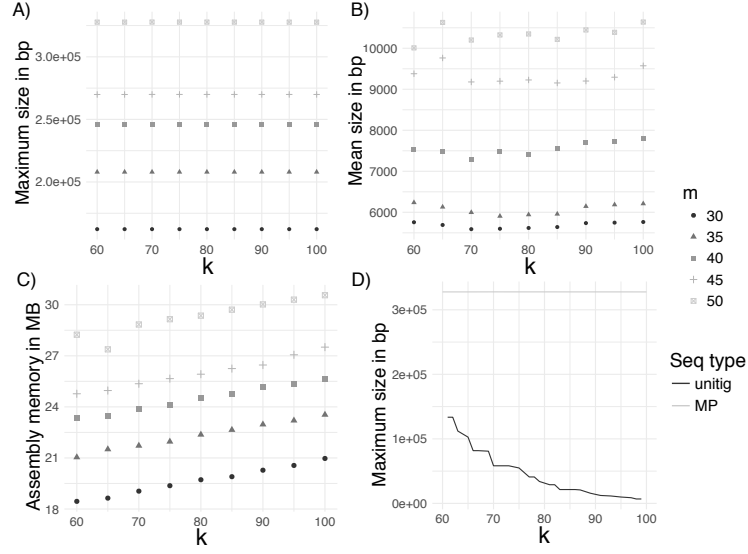 A)
Maximum size in bp
3.0e+05
2.5e+05
2.0e+05
60 70 80 90 100
k
B)
Mean size in bp
10000
9000
8000
7000
6000
60 70 80 90 100
k
m
30
35
40
45
50
C)
Assembly memory in MB
30
27
24
21
18
60 70 80 90 100
k
D)
Maximum size in bp
3e+05
2e+05
1e+05
0e+00
60 70 80 90 100
k
Seq type
unitig
MP